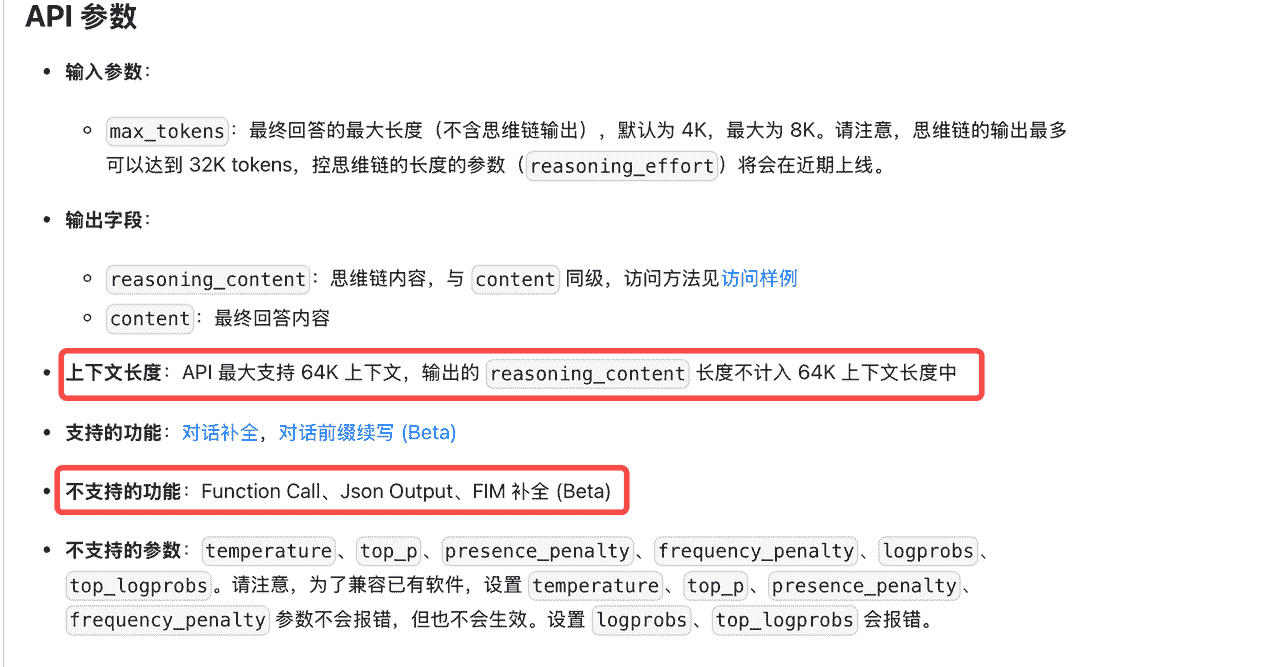 API 参数
• 输入参数：
◦ max_tokens：最终回答的最大长度（不含思维链输出），默认为 4K，最大为 8K。请注意，思维链的输出最多
可以达到 32K tokens，控思维链的长度的参数（reasoning_effort）将会在近期上线。
• 输出字段：
◦ reasoning_content：思维链内容，与 content 同级，访问方法见访问样例
◦ content：最终回答内容
• 上下文长度：API 最大支持 64K 上下文，输出的 reasoning_content 长度不计入 64K 上下文长度中
• 支持的功能：对话补全，对话前缀续写 (Beta)
• 不支持的功能：Function Call、Json Output、FIM 补全 (Beta)
• 不支持的参数：temperature、top_p、presence_penalty、frequency_penalty、logprobs、
top_logprobs。请注意，为了兼容已有软件，设置 temperature、top_p、presence_penalty、
frequency_penalty 参数不会报错，但也不会生效。设置 logprobs、top_logprobs 会报错。